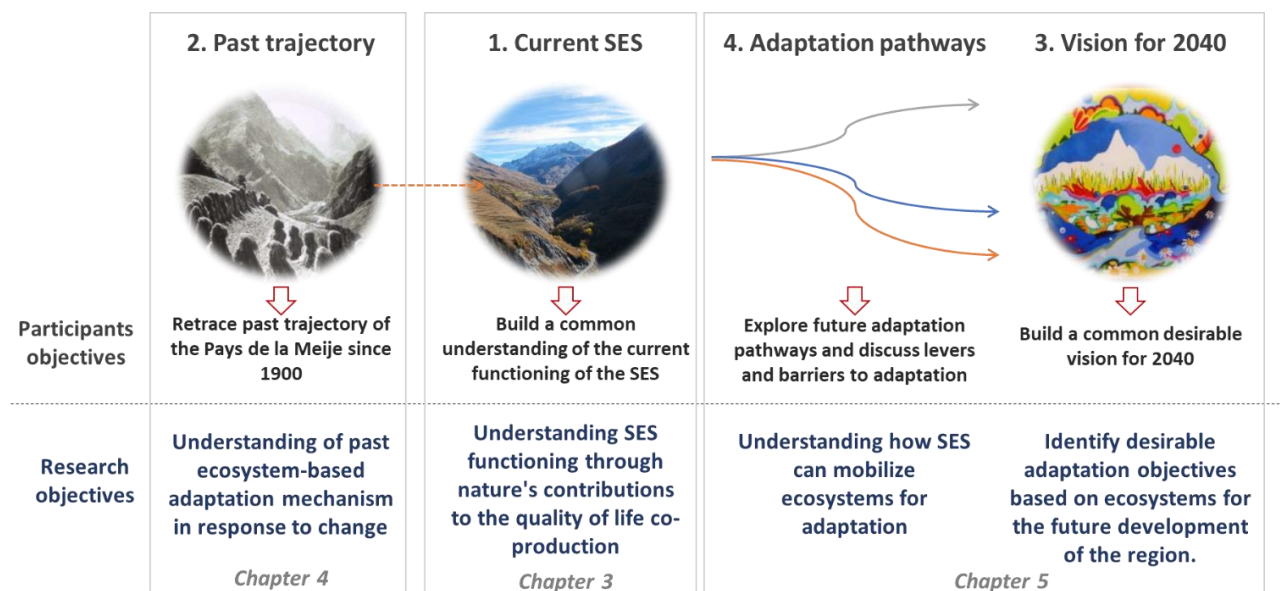 2. Past trajectory
1. Current SES
4. Adaptation pathways
3. Vision for 2040
Participants
objectives
Retrace past trajectory of
the Pays de la Meije since
1900
Build a common
understanding of the current
functioning of the SES
Explore future adaptation
pathways and discuss levers
and barriers to adaptation
Build a common desirable
vision for 2040
Research
objectives
Understanding of past
ecosystem-based
adaptation mechanism
in response to change
Understanding SES
functioning through
nature's contributions
to the quality of life co-
production
Understanding how SES
can mobilize
ecosystems for
adaptation
Identify desirable
adaptation objectives
based on ecosystems for
the future development
of the region.
Chapter 4
Chapter 3
Chapter 5